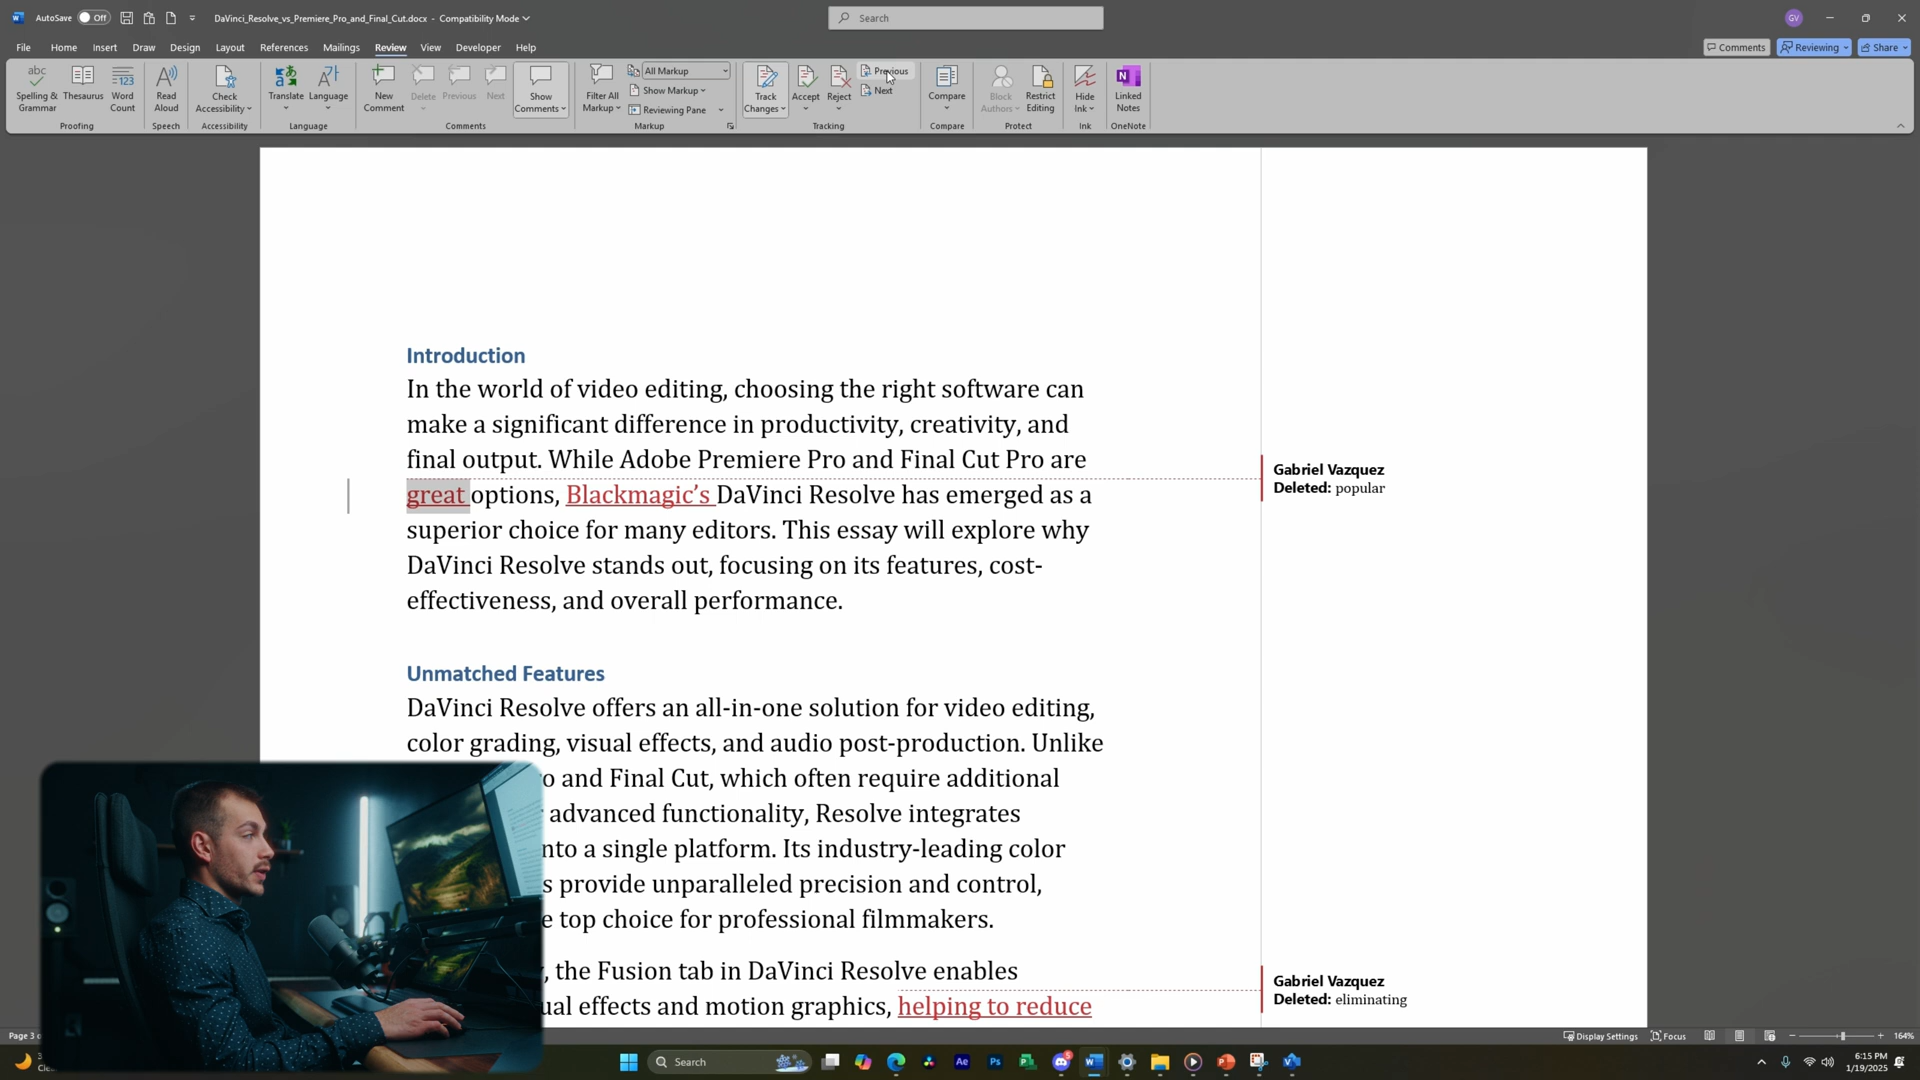 AutoSave Off DaVinci_Resolve_vs_Premiere_Pro_and_Final_Cut.docx - Compatibility Mode Search GV
File Home Insert Draw Design Layout References Mailings Review View Developer Help Comments Reviewing Share
Spelling & Grammar
Thesaurus
Word Count
Read Aloud
Check Accessibility
Translate
Language
New Comment
Delete
Previous
Next
Show Comments
Filter All Markup
All Markup
Show Markup
Reviewing Pane
Track Changes
Accept
Reject
Previous
Next
Compare
Block Authors
Restrict Editing
Hide Ink
Linked Notes
Proofing Speech Accessibility Language Comments Markup Tracking Compare Protect Ink OneNote
Introduction
In the world of video editing, choosing the right software can
make a significant difference in productivity, creativity, and
final output. While Adobe Premiere Pro and Final Cut Pro are
great options, Blackmagic’s DaVinci Resolve has emerged as a
superior choice for many editors. This essay will explore why
DaVinci Resolve stands out, focusing on its features, cost-
effectiveness, and overall performance.
Gabriel Vazquez
Deleted: popular
Unmatched Features
DaVinci Resolve offers an all-in-one solution for video editing,
color grading, visual effects, and audio post-production. Unlike
o and Final Cut, which often require additional
advanced functionality, Resolve integrates
nto a single platform. Its industry-leading color
s provide unparalleled precision and control,
e top choice for professional filmmakers.
, the Fusion tab in DaVinci Resolve enables
ual effects and motion graphics, helping to reduce
Gabriel Vazquez
Deleted: eliminating
Page 3 Display Settings Focus 164%
Search
6:15 PM
1/19/2025